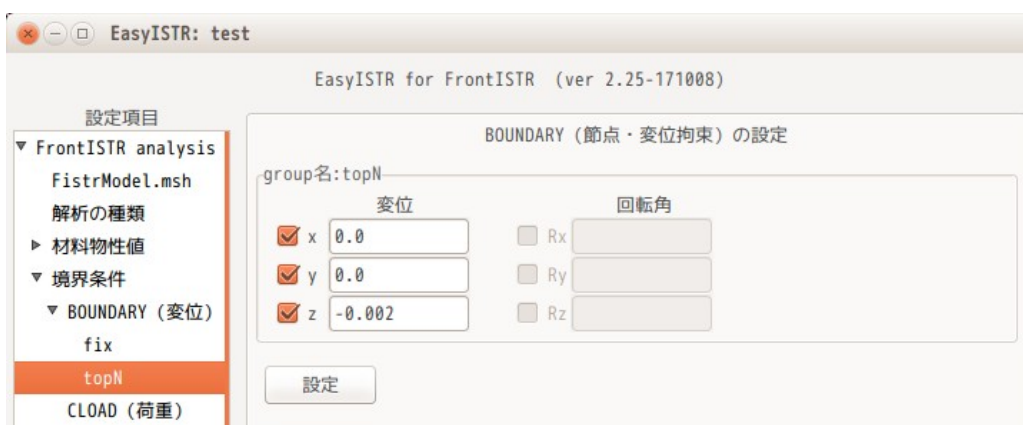 EasyISTR: test
EasyISTR for FrontISTR (ver 2.25-171008)
設定項目
FrontISTR analysis
FistrModel.msh
解析の種類
材料物性値
境界条件
BOUNDARY (変位)
fix
topN
CLOAD (荷重)
BOUNDARY (節点・変位拘束) の設定
group名:topN
変位 回転角
x 0.0 Rx
y 0.0 Ry
z -0.002 Rz
設定